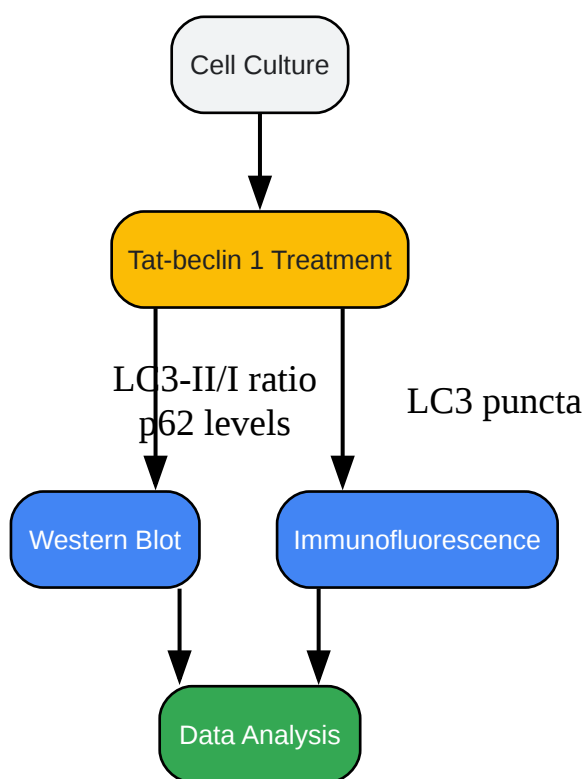 Cell Culture
Tat-beclin 1 Treatment
LC3-II/I ratio
p62 levels
LC3 puncta
Western Blot
Immunofluorescence
Data Analysis